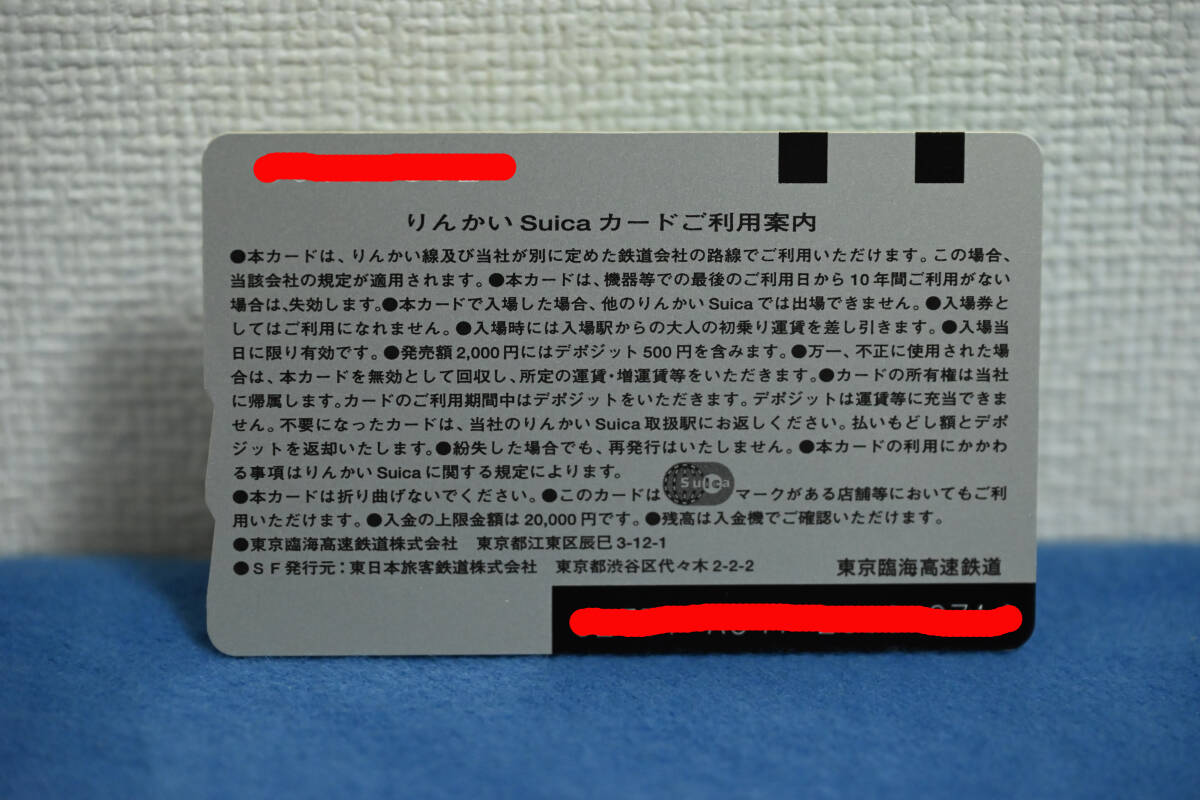 りんかい Suica カードご利用案内
●本カードは、りんかい線及び当社が別に定めた鉄道会社の路線でご利用いただけます。この場合、
当該会社の規定が適用されます。●本カードは、機器等での最後のご利用日から10年間ご利用がない
場合は、失効します。●本カードで入場した場合、他のりんかいSuicaでは出場できません。●入場券と
してはご利用になれません。●入場時には入場駅からの大人の初乗り運賃を差し引きます。●入場当
日に限り有効です。●発売額2,000円にはデポジット500円を含みます。●万一、不正に使用された場
合は、本カードを無効として回収し、所定の運賃・増運賃等をいただきます。●カードの所有権は当社
に帰属します。カードのご利用期間中はデポジットをいただきます。デポジットは運賃等に充当できま
せん。不要になったカードは、当社のりんかいSuica取扱駅にお返しください。払いもどし額とデポ
ジットを返却いたします。●紛失した場合でも、再発行はいたしません。●本カードの利用にかかわ
る事項はりんかいSuicaに関する規定によります。
●本カードは折り曲げないでください。●このカードは Suica マークがある店舗等においてもご利
用いただけます。●入金の上限金額は20,000円です。●残高は入金機でご確認いただけます。
●東京臨海高速鉄道株式会社　東京都江東区辰巳3-12-1
●ＳＦ発行元：東日本旅客鉄道株式会社　東京都渋谷区代々木2-2-2　東京臨海高速鉄道